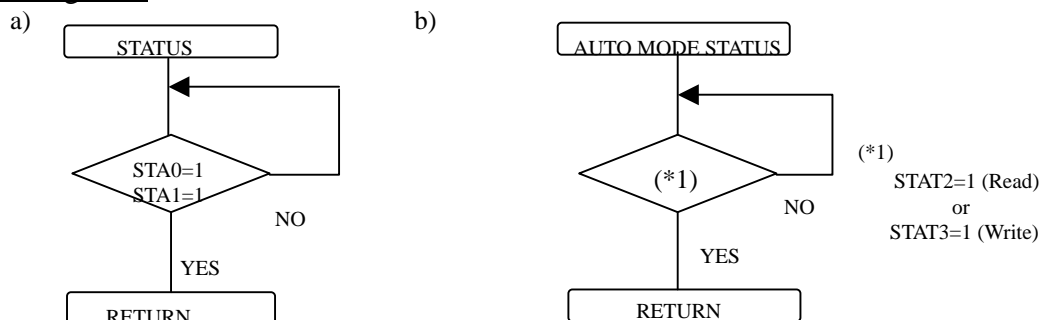 a)
STATUS
STA0=1
STA1=1
NO
YES
RETURN
b)
AUTO MODE STATUS
(*1)
NO
YES
RETURN
(*1)
STAT2=1 (Read)
or
STAT3=1 (Write)